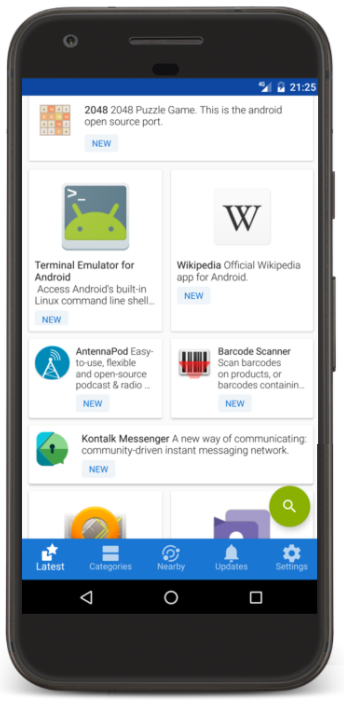 4G 21:25
2048 2048 Puzzle Game. This is the android
open source port.
NEW
>_
Terminal Emulator for
Android
Access Android's built-in
Linux command line shell...
NEW
W
Wikipedia Official Wikipedia
app for Android.
NEW
AntennaPod Easy-
to-use, flexible
and open-source
podcast & radio ...
NEW
Barcode Scanner
Scan barcodes
on products, or
barcodes containin...
NEW
Kontalk Messenger A new way of communicating:
community-driven instant messaging network.
NEW
Latest
Categories
Nearby
Updates
Settings